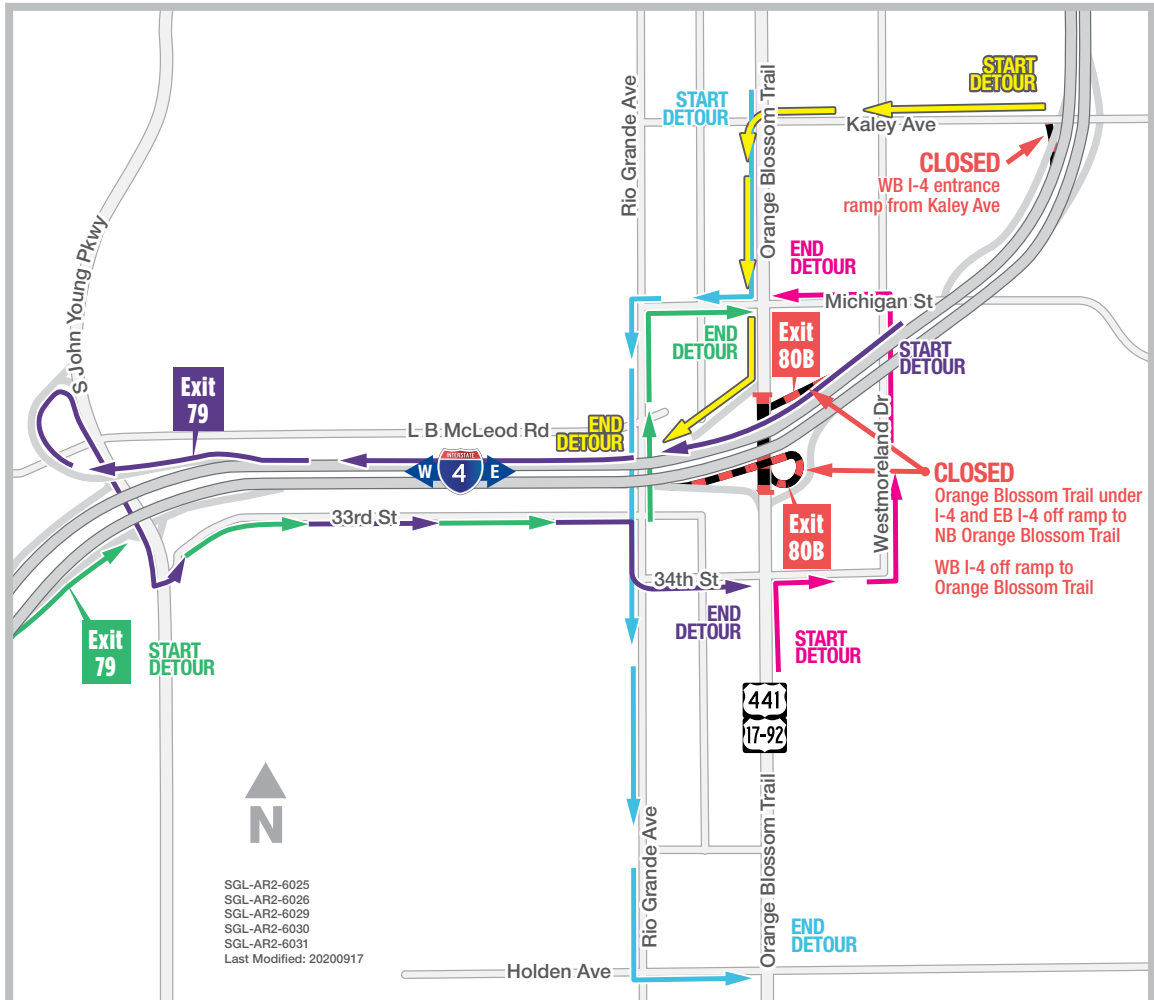 START
DETOUR
START
DETOUR
Rio Grande Ave
Orange Blossom Trail
Kaley Ave
CLOSED
WB I-4 entrance
ramp from Kaley Ave
S John Young Pkwy
END
DETOUR
Michigan St
Exit
80B
END
DETOUR
START
DETOUR
Exit
79
END
DETOUR
L B McLeod Rd
W
INTERSTATE
4
E
Westmoreland Dr
CLOSED
Orange Blossom Trail under
I-4 and EB I-4 off ramp to
NB Orange Blossom Trail
WB I-4 off ramp to
Orange Blossom Trail
33rd St
Exit
80B
34th St
END
DETOUR
Exit
79
START
DETOUR
START
DETOUR
441
17-92
N
Rio Grande Ave
Orange Blossom Trail
SGL-AR2-6025
SGL-AR2-6026
SGL-AR2-6029
SGL-AR2-6030
SGL-AR2-6031
Last Modified: 20200917
END
DETOUR
Holden Ave